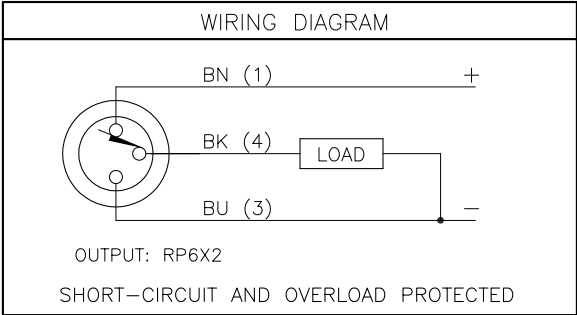 WIRING DIAGRAM
BN (1) +
BK (4) LOAD
BU (3) −
OUTPUT: RP6X2
SHORT-CIRCUIT AND OVERLOAD PROTECTED